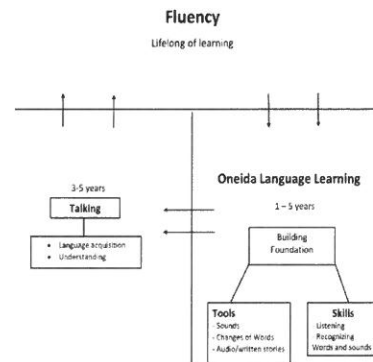 Fluency
Lifelong of learning
Oneida Language Learning
3-5 years
Talking
• Language acquisition
• Understanding
1 – 5 years
Building
Foundation
Tools
- Sounds
- Changes of Words
- Audio/written stories
Skills
- Listening
- Recognizing
Words and sounds